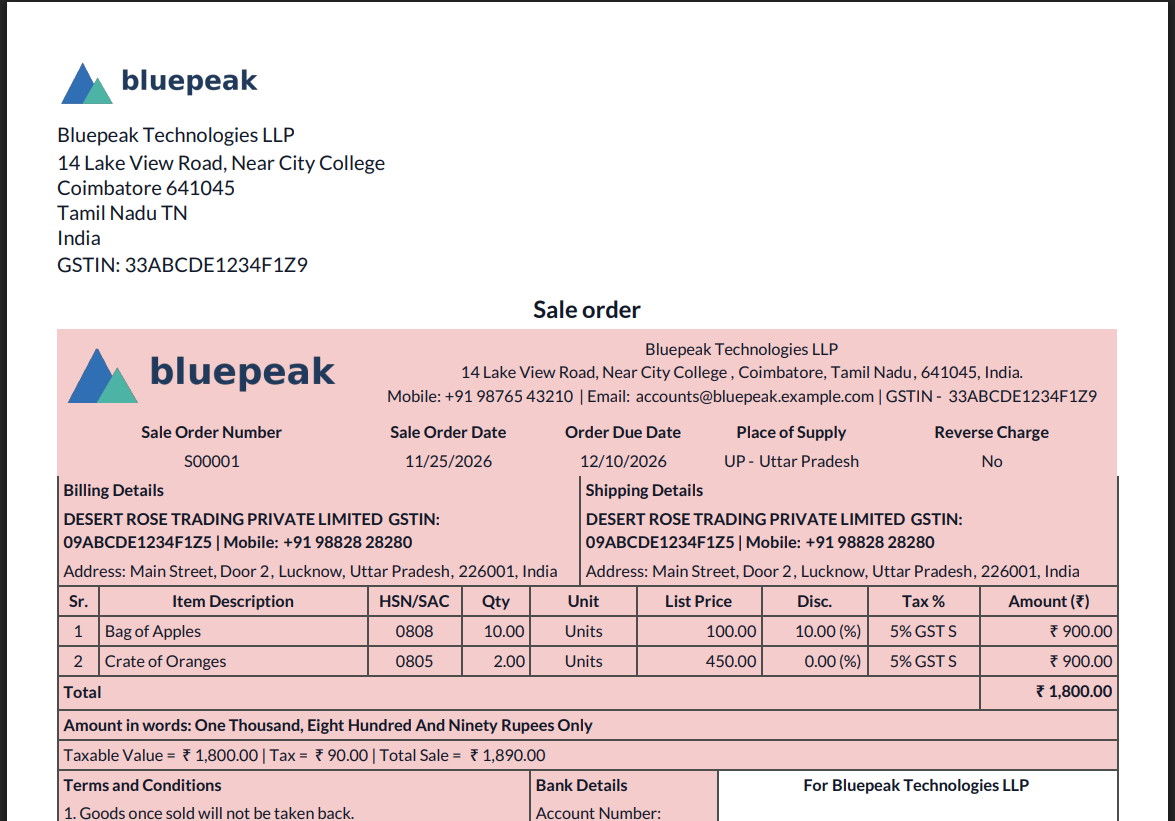 bluepeak
Bluepeak Technologies LLP
14 Lake View Road, Near City College
Coimbatore 641045
Tamil Nadu TN
India
GSTIN: 33ABCDE1234F1Z9
Sale order
bluepeak
Bluepeak Technologies LLP
14 Lake View Road, Near City College , Coimbatore, Tamil Nadu, 641045, India.
Mobile: +91 98765 43210 | Email: accounts@bluepeak.example.com | GSTIN - 33ABCDE1234F1Z9
Sale Order Number Sale Order Date Order Due Date Place of Supply Reverse Charge
S00001 11/25/2026 12/10/2026 UP - Uttar Pradesh No
Billing Details
DESERT ROSE TRADING PRIVATE LIMITED GSTIN:
09ABCDE1234F1Z5 | Mobile: +91 98828 28280
Address: Main Street, Door 2, Lucknow, Uttar Pradesh, 226001, India
Shipping Details
DESERT ROSE TRADING PRIVATE LIMITED GSTIN:
09ABCDE1234F1Z5 | Mobile: +91 98828 28280
Address: Main Street, Door 2, Lucknow, Uttar Pradesh, 226001, India
Sr. Item Description HSN/SAC Qty Unit List Price Disc. Tax % Amount (₹)
1 Bag of Apples 0808 10.00 Units 100.00 10.00 (%) 5% GST S ₹ 900.00
2 Crate of Oranges 0805 2.00 Units 450.00 0.00 (%) 5% GST S ₹ 900.00
Total ₹ 1,800.00
Amount in words: One Thousand, Eight Hundred And Ninety Rupees Only
Taxable Value = ₹ 1,800.00 | Tax = ₹ 90.00 | Total Sale = ₹ 1,890.00
Terms and Conditions
1. Goods once sold will not be taken back.
Bank Details
Account Number:
For Bluepeak Technologies LLP